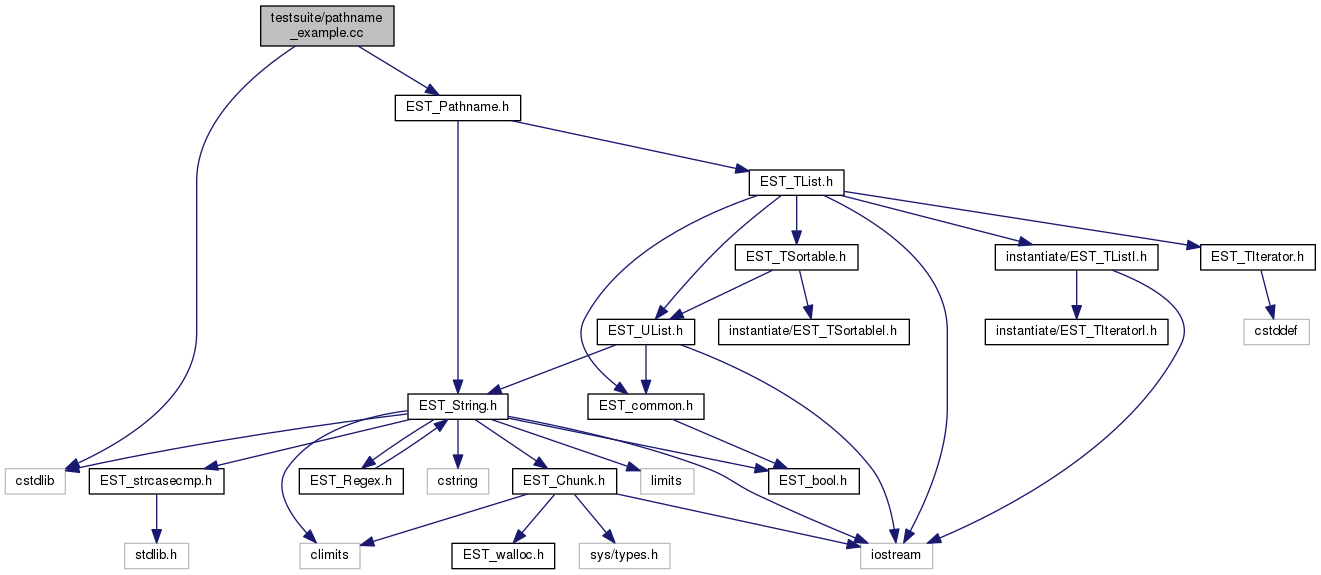 testsuite/pathname
_example.cc
EST_Pathname.h
EST_TList.h
EST_TSortable.h
instantiate/EST_TListI.h
EST_TIterator.h
EST_UList.h
instantiate/EST_TSortableI.h
instantiate/EST_TIteratorI.h
cstddef
EST_String.h
EST_common.h
cstdlib
EST_strcasecmp.h
EST_Regex.h
cstring
EST_Chunk.h
limits
EST_bool.h
stdlib.h
climits
EST_walloc.h
sys/types.h
iostream